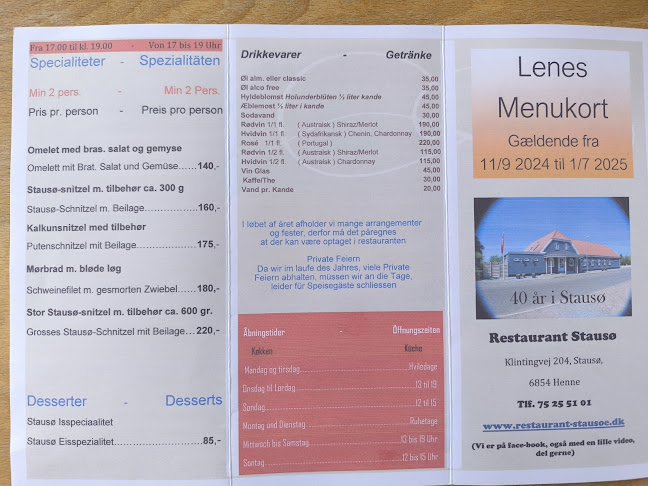 Fra 17.00 til kl. 19.00 - Von 17 bis 19 Uhr
Specialiteter - Spezialitäten
Min 2 pers. - Min 2 Pers.
Pris pr. person - Preis pro person
Omelet med bras. salat og gemyse
Omelett mit Brat. Salat und Gemüse......140,-
Stausø-snitzel m. tilbehør ca. 300 g
Stausø-Schnitzel m. Beilage..................160,-
Kalkunsnitzel med tilbehør
Putenschnitzel mit Beilage....................175,-
Mørbrad m. bløde løg
Schweinefilet m. gesmorten Zwiebel......180,-
Stor Stausø-snitzel m. tilbehør ca. 600 gr.
Grosses Stausø-Schnitzel mit Beilage...220,-
Desserter - Desserts
Stausø Isspeciaalitet
Stausø Eisspezialitet............................85,-
Drikkevarer - Getränke
Øl alm. eller classic 35,00
Øl alco free 35,00
Hyldeblomst Holunderblüten ½ liter kande 45,00
Æblemost ½ liter i kande 45,00
Sodavand 30,00
Rødvin 1/1 fl. ( Australsk ) Shiraz/Merlot 190,00
Hvidvin 1/1 fl. ( Sydafrikansk ) Chenin, Chardonnay 190,00
Rosé 1/1 fl. ( Portugal ) 220,00
Rødvin 1/2 fl. ( Australsk ) Shiraz/Merlot 115,00
Hvidvin 1/2 fl. ( Australsk ) Chardonnay 115,00
Vin Glas 45,00
Kaffe/The 30,00
Vand pr. Kande 20,00
I løbet af året afholder vi mange arrangementer
og fester, derfor må det påregnes
at der kan være optaget i restauranten
Private Feiern
Da wir im laufe des Jahres, viele Private
Feiern abhalten, müssen wir an die Tage,
leider für Speisegäste schliessen
Åbningstider - Öffnungszeiten
Køkken Küche
Mandag og tirsdag....................Hviledage
Onsdag til Lørdag....................13 til 19
Søndag....................12 til 15
Montag und Dienstag....................Ruhetage
Mittwoch bis Samstag....................13 bis 19 Uhr
Sontag....................12 bis 15 Uhr
Lenes
Menukort
Gældende fra
11/9 2024 til 1/7 2025
40 år i Stausø
Restaurant Stausø
Klintingvej 204, Stausø,
6854 Henne
Tlf. 75 25 51 01
www.restaurant-stausoe.dk
(Vi er på face-book, også med en lille video,
del gerne)